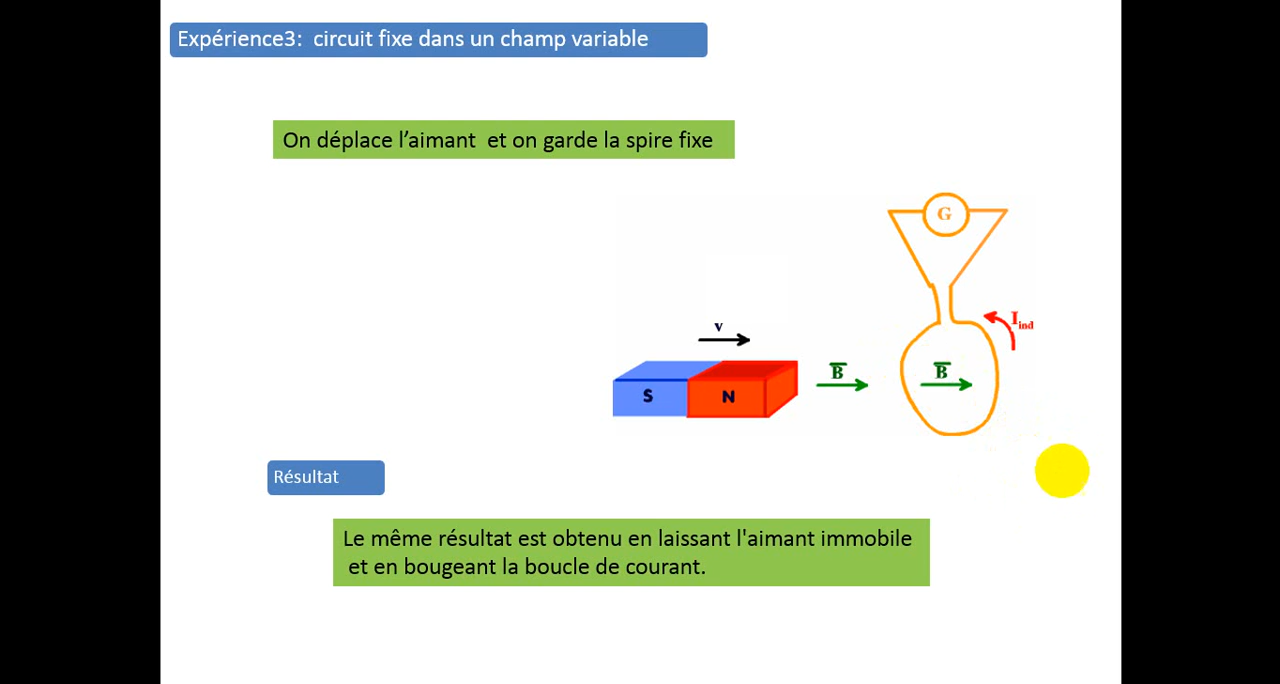 Expérience3: circuit fixe dans un champ variable
On déplace l’aimant et on garde la spire fixe
G
v
I ind
B
B
S
N
Résultat
Le même résultat est obtenu en laissant l'aimant immobile
et en bougeant la boucle de courant.